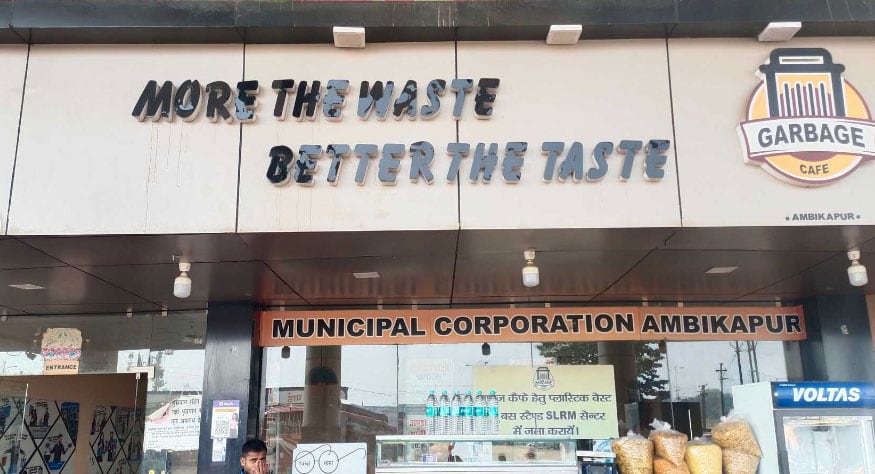 MORE THE WASTE
BETTER THE TASTE
GARBAGE
CAFE
• AMBIKAPUR •
MUNICIPAL CORPORATION AMBIKAPUR
ENTRANCE
कैफे हेतु प्लास्टिक वेस्ट
बस स्टैण्ड SLRM सेन्टर
में जमा करायें।
VOLTAS